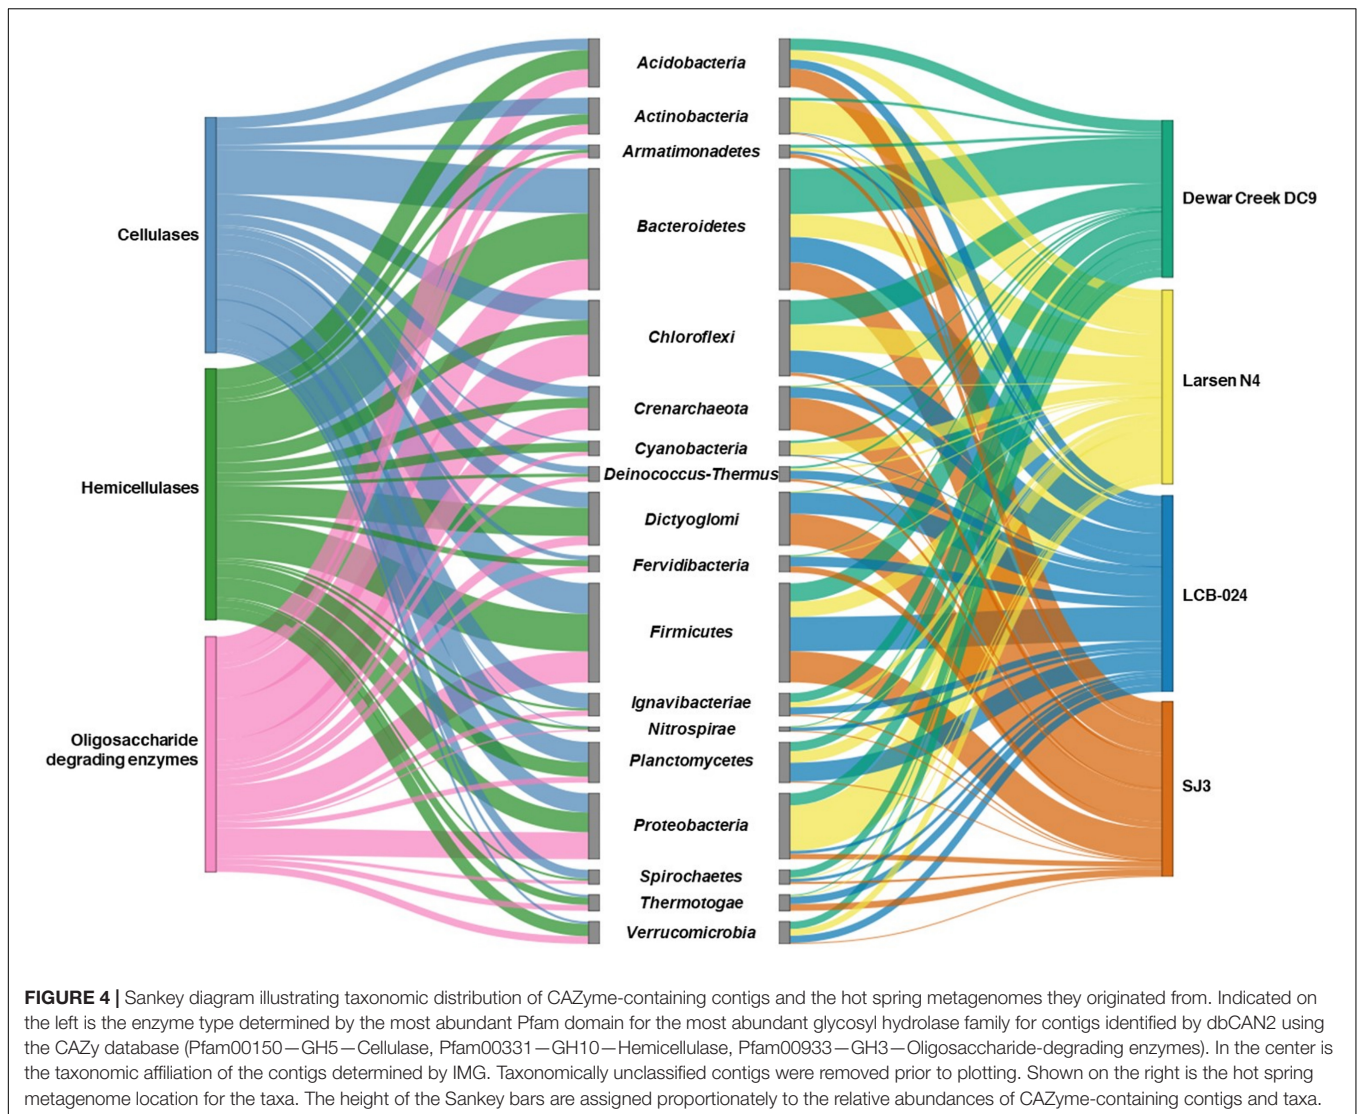 Cellulases
Hemicellulases
Oligosaccharide
degrading enzymes
Acidobacteria
Actinobacteria
Armatimonadetes
Bacteroidetes
Chloroflexi
Crenarchaeota
Cyanobacteria
Deinococcus-Thermus
Dictyoglomi
Fervidibacteria
Firmicutes
Ignavibacteriae
Nitrospirae
Planctomycetes
Proteobacteria
Spirochaetes
Thermotogae
Verrucomicrobia
Dewar Creek DC9
Larsen N4
LCB-024
SJ3
FIGURE 4 | Sankey diagram illustrating taxonomic distribution of CAZyme-containing contigs and the hot spring metagenomes they originated from. Indicated on
the left is the enzyme type determined by the most abundant Pfam domain for the most abundant glycosyl hydrolase family for contigs identified by dbCAN2 using
the CAZy database (Pfam00150—GH5—Cellulase, Pfam00331—GH10—Hemicellulase, Pfam00933—GH3—Oligosaccharide-degrading enzymes). In the center is
the taxonomic affiliation of the contigs determined by IMG. Taxonomically unclassified contigs were removed prior to plotting. Shown on the right is the hot spring
metagenome location for the taxa. The height of the Sankey bars are assigned proportionately to the relative abundances of CAZyme-containing contigs and taxa.